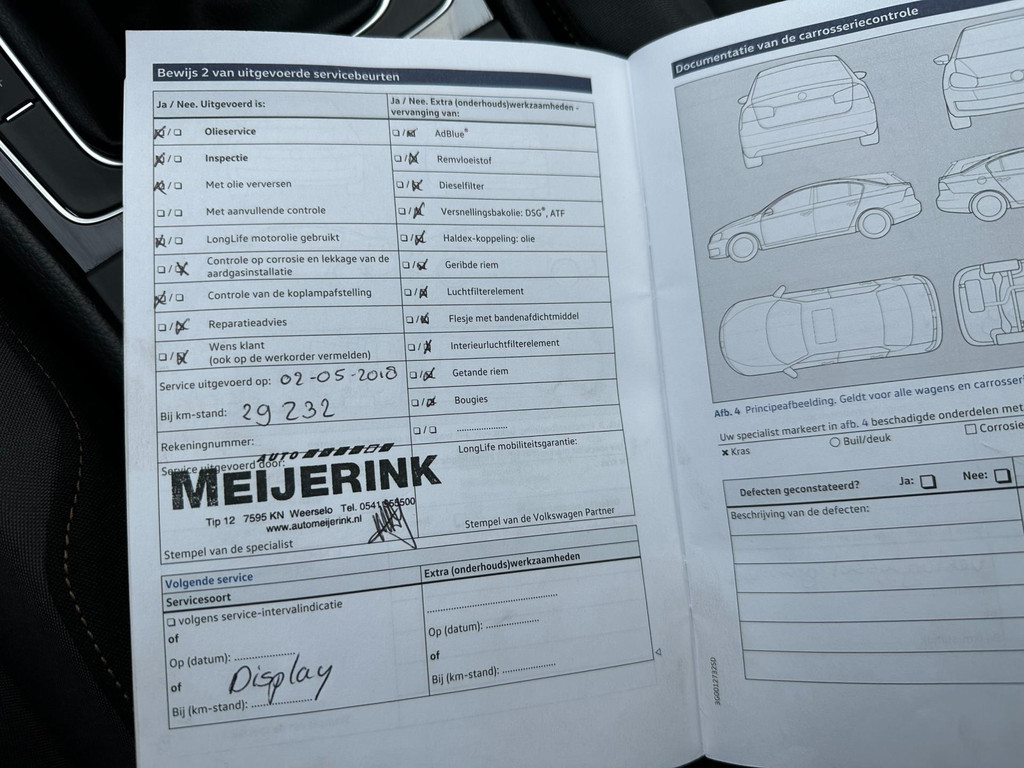 Bewijs 2 van uitgevoerde servicebeurten
Ja / Nee. Uitgevoerd is:
Olieservice
Inspectie
Met olie verversen
Met aanvullende controle
LongLife motorolie gebruikt
Controle op corrosie en lekkage van de
aardgasinstallatie
Controle van de koplampafstelling
Reparatieadvies
Wens klant
(ook op de werkorder vermelden)
Service uitgevoerd op: 02-05-2018
Bij km-stand: 29 232
Rekeningnummer:
Service uitgevoerd door:
AUTO
MEIJERINK
Tip 12 7595 KN Weerselo Tel. 0541
www.automeijerink.nl
Stempel van de specialist
Ja / Nee. Extra (onderhouds)werkzaamheden -
vervanging van:
AdBlue®
Remvloeistof
Dieselfilter
Versnellingsbakolie: DSG®, ATF
Haldex-koppeling: olie
Geribde riem
Luchtfilterelement
Flesje met bandenafdichtmiddel
Interieurluchtfilterelement
Getande riem
Bougies
LongLife mobiliteitsgarantie:
Stempel van de Volkswagen Partner
Volgende service
Servicesoort
volgens service-intervalindicatie
of
Op (datum):
of
Display
Bij (km-stand):
Extra (onderhouds)werkzaamheden
Op (datum):
of
Bij (km-stand):
3G0012732SD
Documentatie van de carrosseriecontrole
Afb. 4 Principeafbeelding. Geldt voor alle wagens en carrosser
Uw specialist markeert in afb. 4 beschadigde onderdelen met
× Kras
Buil/deuk
Corrosie
Defecten geconstateerd? Ja: Nee:
Beschrijving van de defecten: